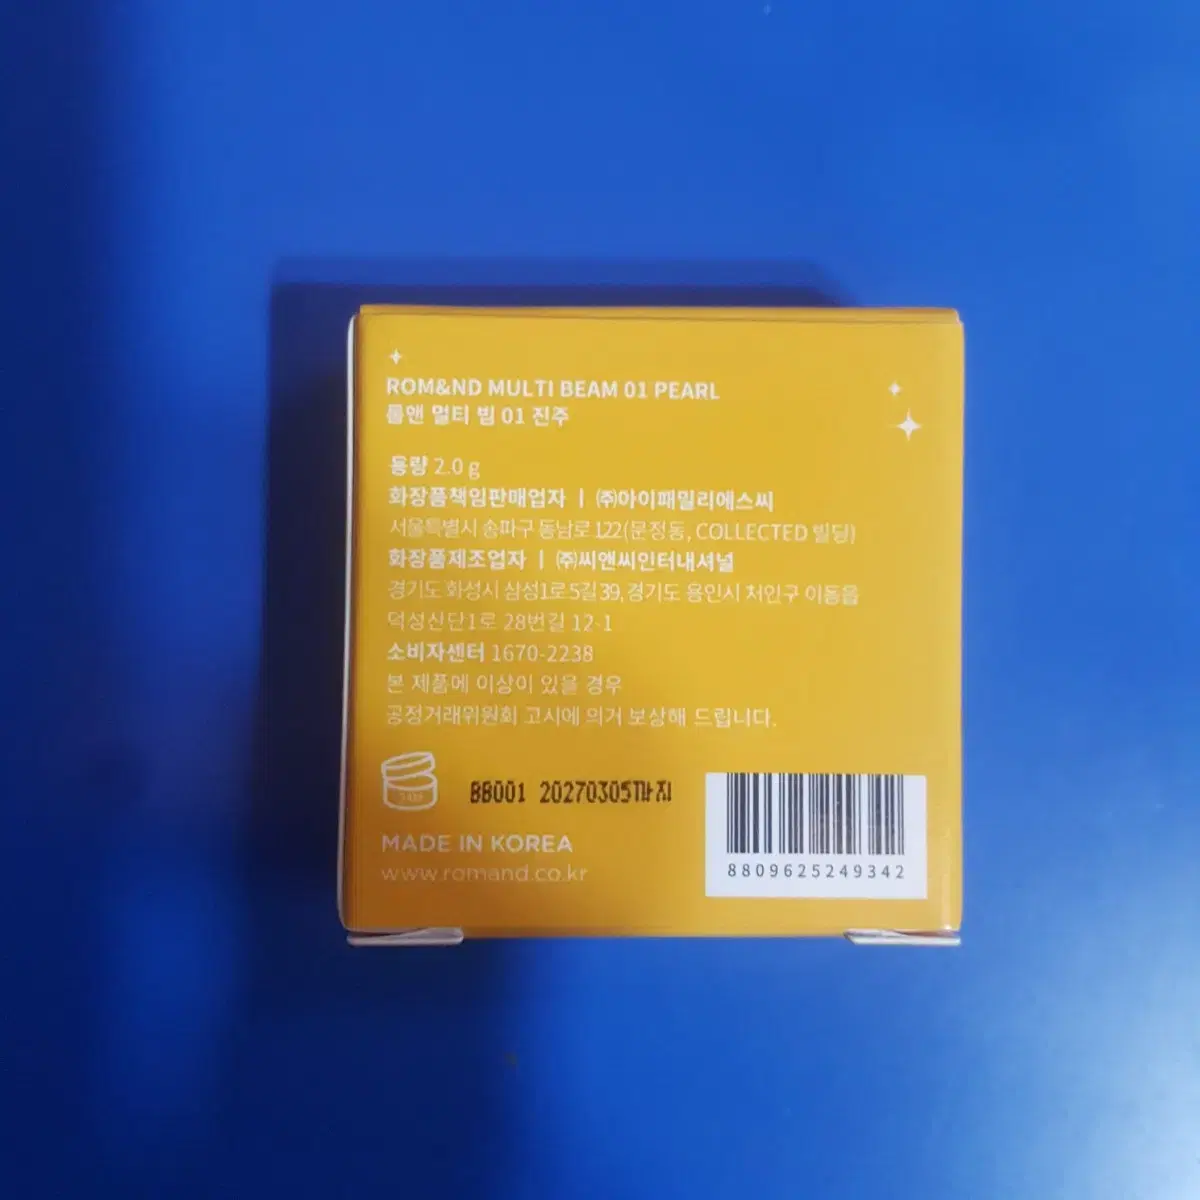 ROM&ND MULTI BEAM 01 PEARL
롬앤 멀티 빔 01 진주
용량 2.0 g
화장품책임판매업자 | ㈜아이패밀리에스씨
서울특별시 송파구 동남로 122(문정동, COLLECTED 빌딩)
화장품제조업자 | ㈜씨앤씨인터내셔널
경기도 화성시 삼성1로5길 39, 경기도 용인시 처인구 이동읍
덕성산단1로 28번길 12-1
소비자센터 1670-2238
본 제품에 이상이 있을 경우
공정거래위원회 고시에 의거 보상해 드립니다.
BB001 20270305까지
MADE IN KOREA
www.romand.co.kr
8809625249342